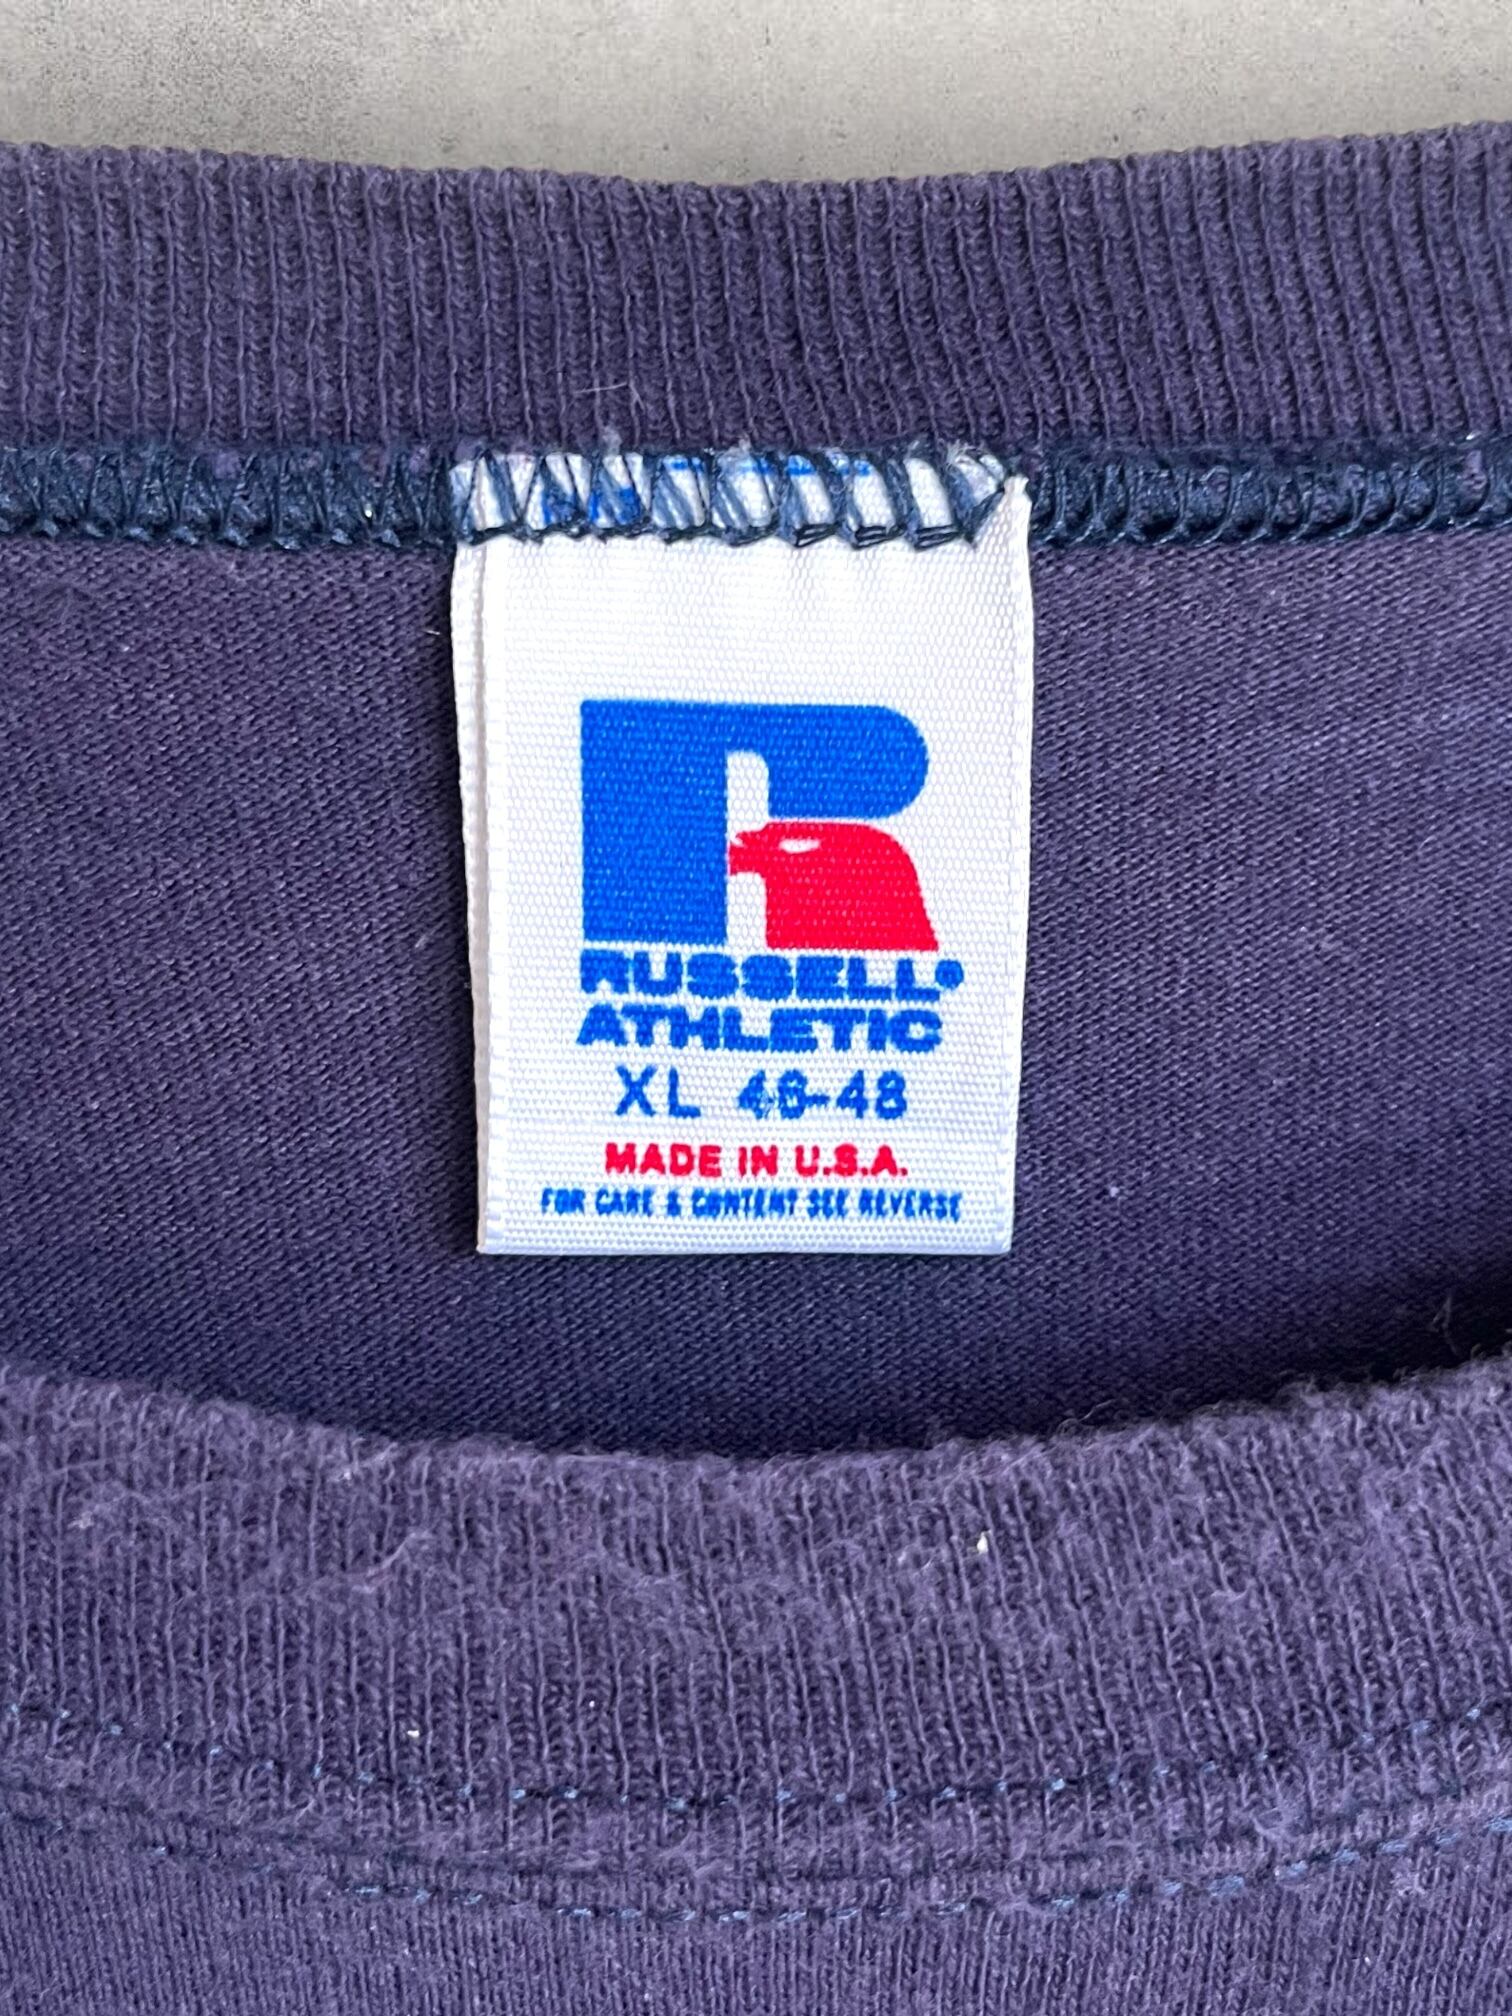 R
RUSSELL®
ATHLETIC
XL 46-48
MADE IN U.S.A.
FOR CARE & CONTENT SEE REVERSE